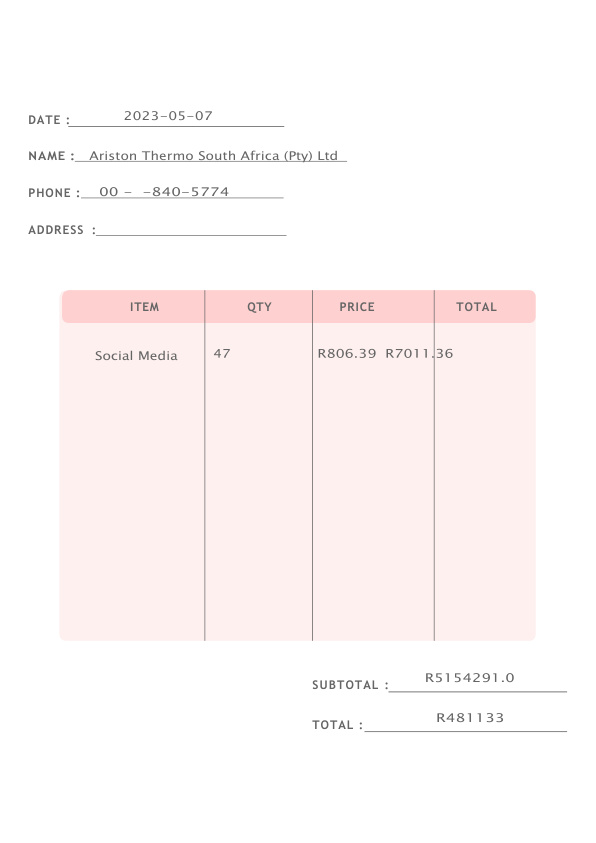 DATE : 2023-05-07
NAME : Ariston Thermo South Africa (Pty) Ltd
PHONE : 00 - -840-5774
ADDRESS :
ITEM QTY PRICE TOTAL
Social Media 47 R806.39 R7011.36
SUBTOTAL : R5154291.0
TOTAL : R481133